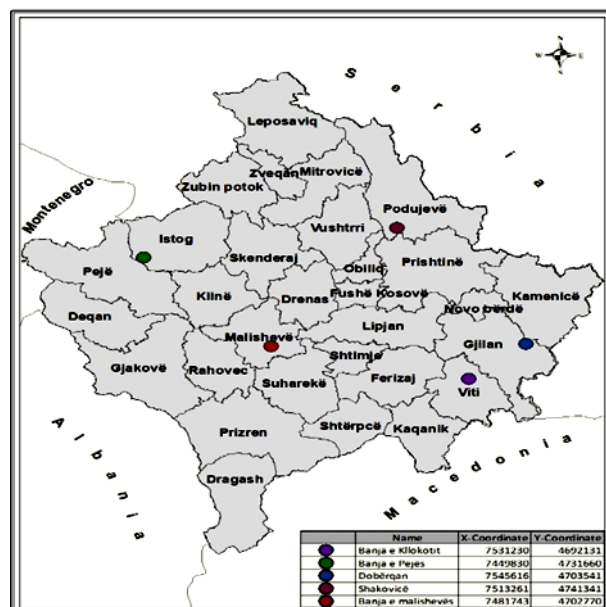 N
W E
N
Serbia
Leposaviq
Zveqan
Mitrovicë
Zubin potok
Montenegro
Podujevë
Istog
Vushtrri
Skenderaj
Obiliq
Prishtinë
Pejë
Kamenicë
Klinë
Drenas
Fushë Kosovë
Novo bërdë
Deqan
Lipjan
Malishevë
Gjilan
Shtimje
Gjakovë
Rahovec
Suharekë
Ferizaj
Viti
Shtërpcë
Kaqanik
Prizren
Albania
Macedonia
Dragash
Name X-Coordinate Y-Coordinate
Banja e Kllokotit 7531230 4692131
Banja e Pejës 7449830 4731660
Dobërqan 7545616 4703541
Shakovicë 7513261 4741341
Banja e malishevës 7481743 4702770